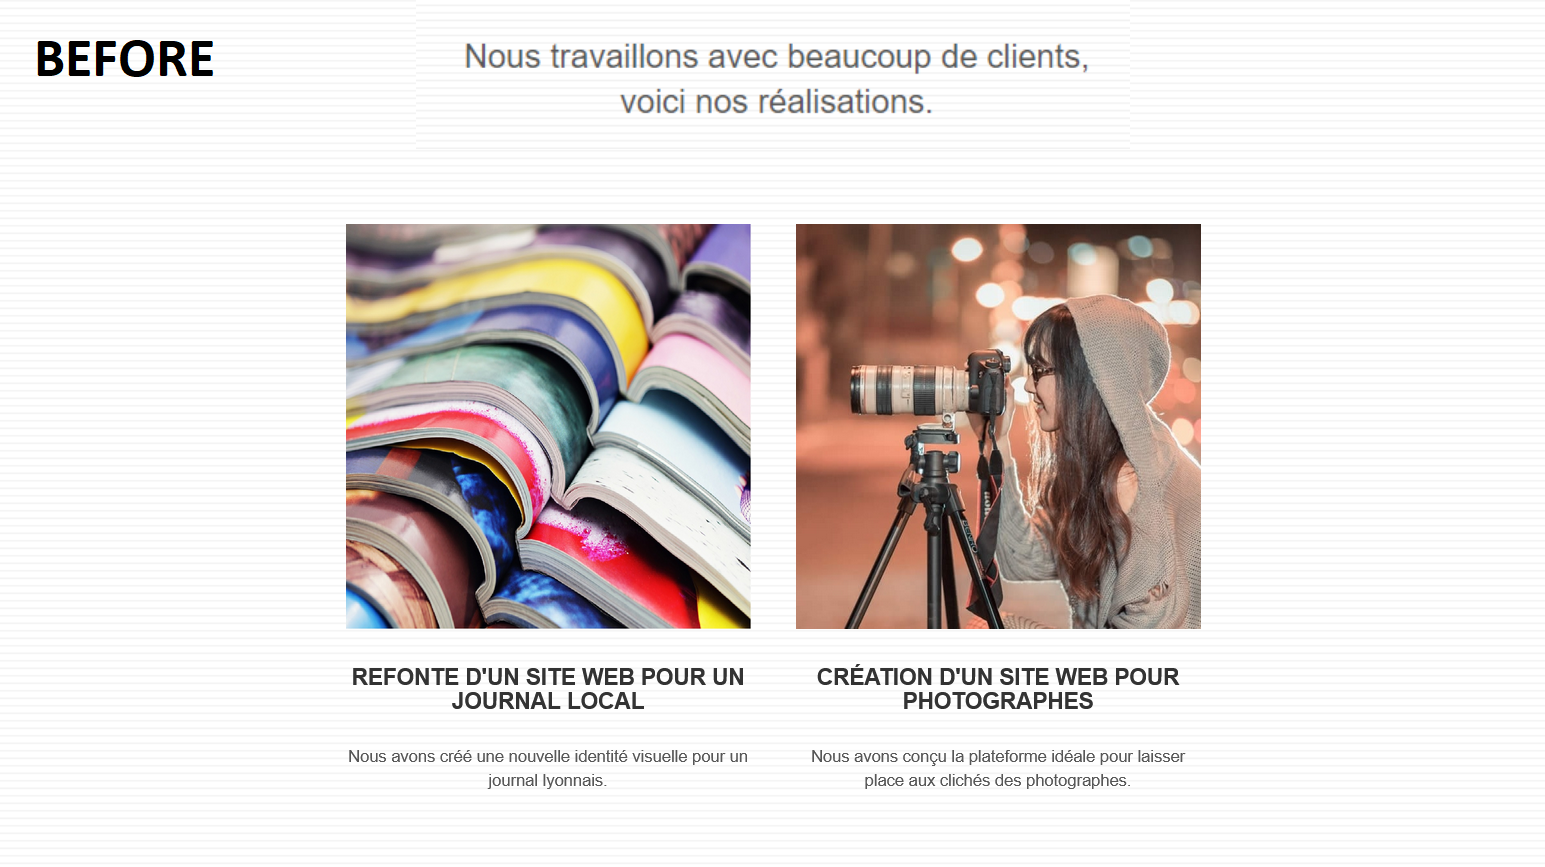 BEFORE
Nous travaillons avec beaucoup de clients,
voici nos réalisations.
REFONTE D'UN SITE WEB POUR UN
JOURNAL LOCAL
Nous avons créé une nouvelle identité visuelle pour un
journal lyonnais.
CRÉATION D'UN SITE WEB POUR
PHOTOGRAPHES
Nous avons conçu la plateforme idéale pour laisser
place aux clichés des photographes.